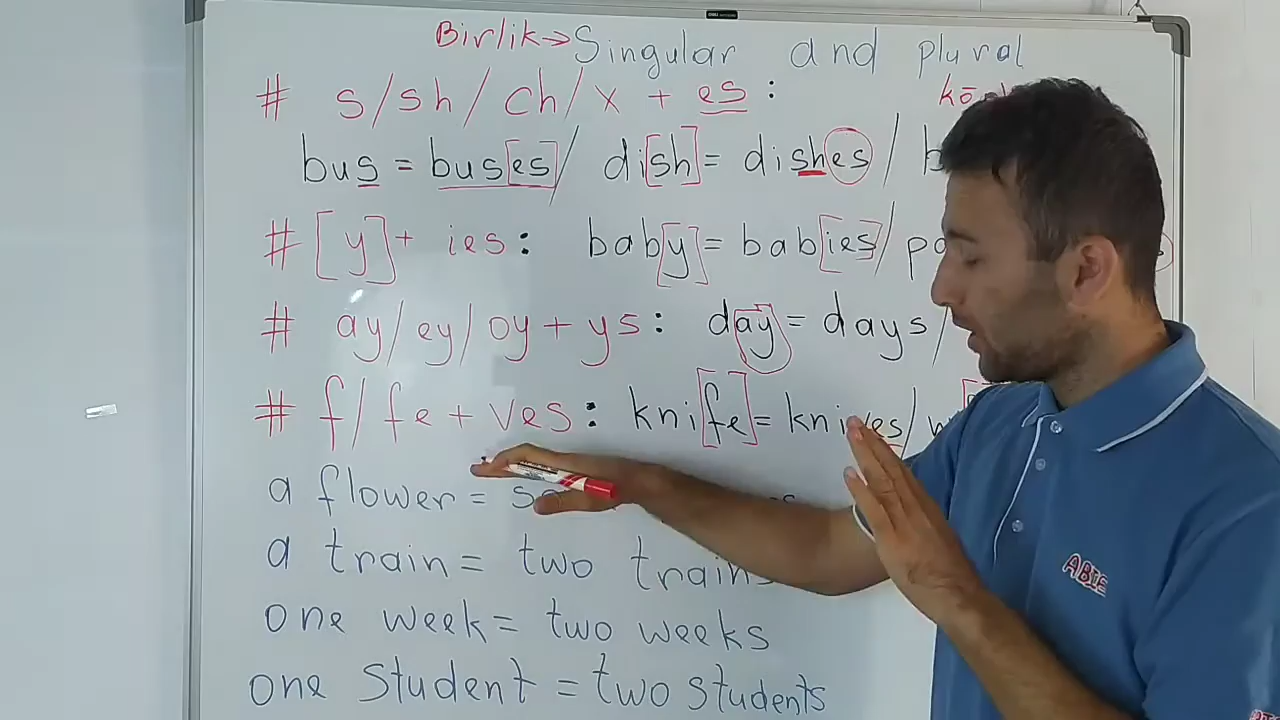 Birlik→Singular and plural
# s/sh/ch/x + es:
bus = buses/ dish = dishes/
#[y]+ ies: baby = babies/
# ay/ey/oy + ys: day = days/
# f/fe + ves: knife = knives/
a flower =
a train = two trains
one week = two weeks
one Student = two students
ABLE